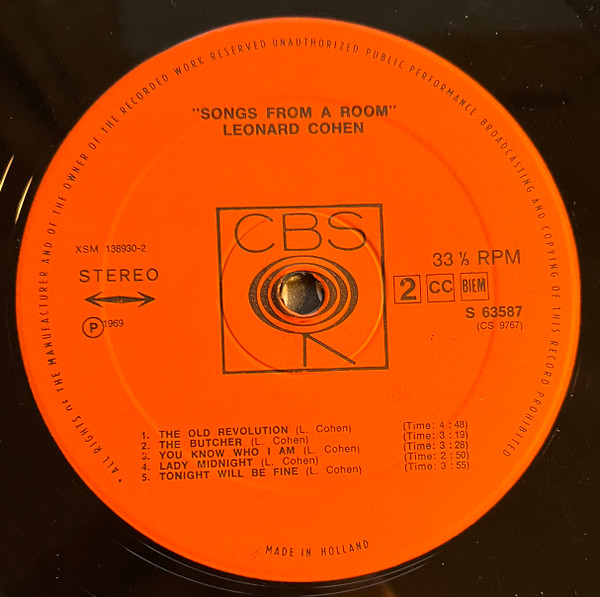 • ALL RIGHTS OF THE MANUFACTURER AND OF THE OWNER OF THE RECORDED WORK RESERVED UNAUTHORIZED PUBLIC PERFORMANCE BROADCASTING AND COPYING OF THIS RECORD PROHIBITED
"SONGS FROM A ROOM"
LEONARD COHEN
CBS
XSM 138930-2
STEREO
℗ 1969
33 ⅓ RPM
2 CC BIEM
S 63587
(CS 9767)
1. THE OLD REVOLUTION (L. Cohen) (Time: 4 : 48)
2. THE BUTCHER (L. Cohen) (Time: 3 : 19)
3. YOU KNOW WHO I AM (L. Cohen) (Time: 3 : 28)
4. LADY MIDNIGHT (L. Cohen) (Time: 2 : 50)
5. TONIGHT WILL BE FINE (L. Cohen) (Time: 3 : 55)
MADE IN HOLLAND